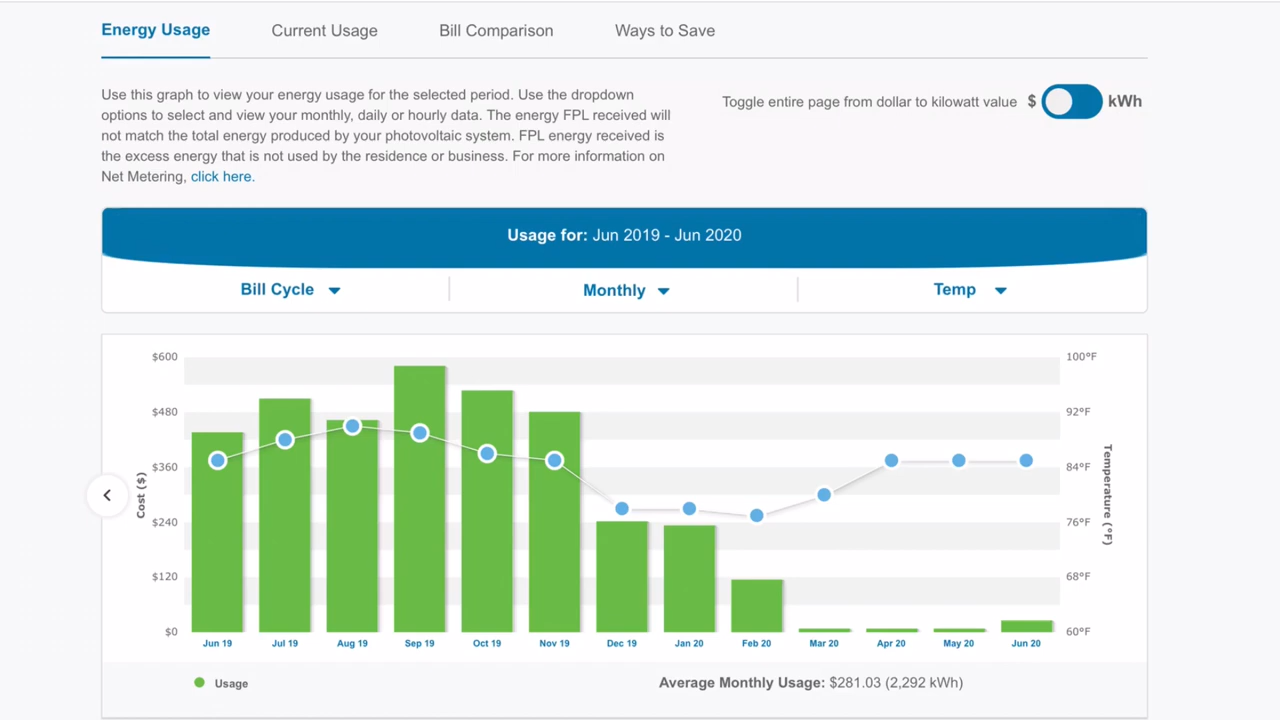 Energy Usage
Current Usage
Bill Comparison
Ways to Save
Use this graph to view your energy usage for the selected period. Use the dropdown
options to select and view your monthly, daily or hourly data. The energy FPL received will
not match the total energy produced by your photovoltaic system. FPL energy received is
the excess energy that is not used by the residence or business. For more information on
Net Metering, click here.
Toggle entire page from dollar to kilowatt value $ kWh
Usage for: Jun 2019 - Jun 2020
Bill Cycle
Monthly
Temp
Cost ($)
$600
$480
$360
$240
$120
$0
100°F
92°F
84°F
76°F
68°F
60°F
Temperature (°F)
Jun 19
Jul 19
Aug 19
Sep 19
Oct 19
Nov 19
Dec 19
Jan 20
Feb 20
Mar 20
Apr 20
May 20
Jun 20
Usage
Average Monthly Usage: $281.03 (2,292 kWh)